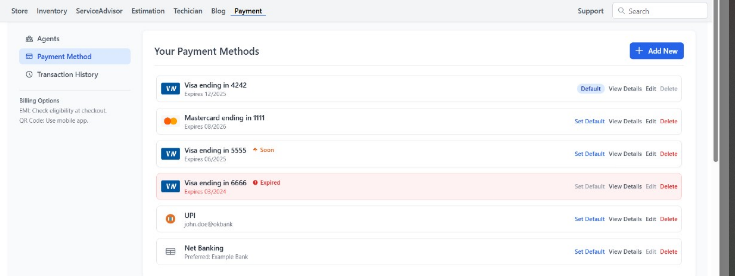 Store Inventory ServiceAdvisor Estimation Techician Blog Payment Support Search
Agents
Payment Method
Transaction History
Billing Options
EMI: Check eligibility at checkout.
QR Code: Use mobile app.
Your Payment Methods
+ Add New
Visa ending in 4242
Expires 12/2025
Default View Details Edit Delete
Mastercard ending in 1111
Expires 08/2026
Set Default View Details Edit Delete
Visa ending in 5555 Soon
Expires 06/2025
Set Default View Details Edit Delete
Visa ending in 6666 Expired
Expires 03/2024
Set Default View Details Edit Delete
UPI
john.doe@okbank
Set Default View Details Edit Delete
Net Banking
Preferred: Example Bank
Set Default View Details Edit Delete